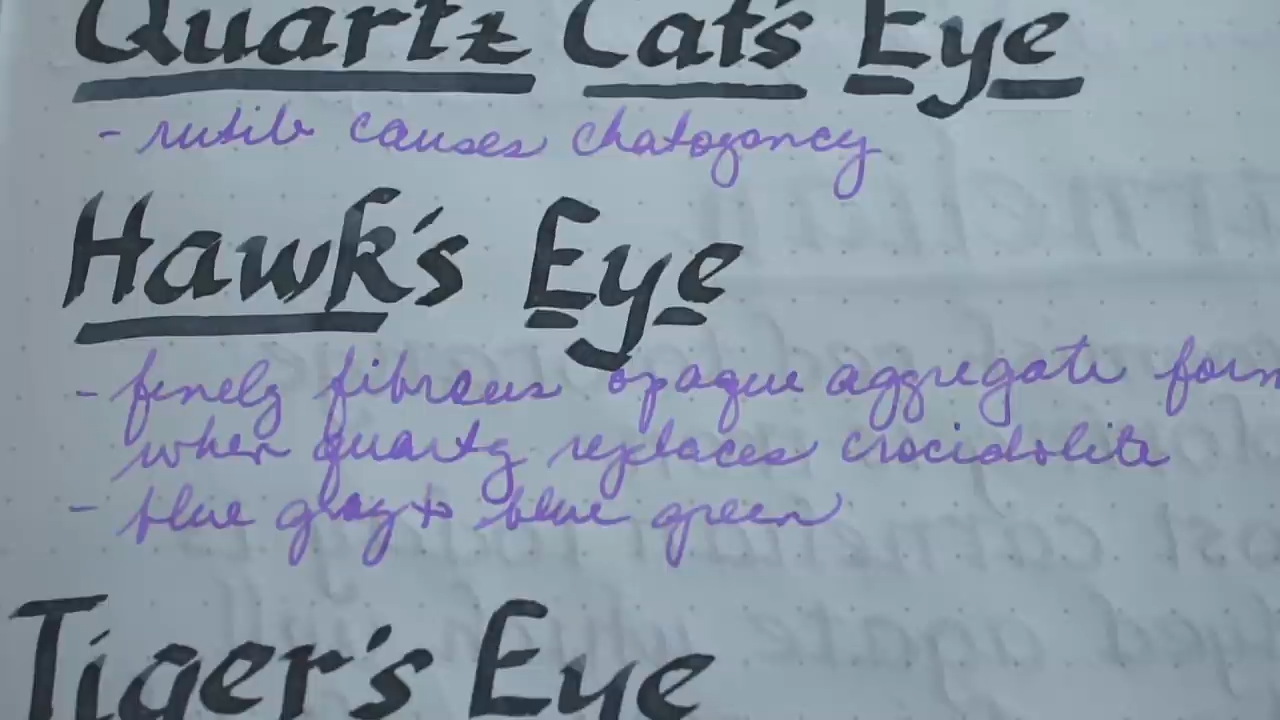 Quartz Cat's Eye
- rutile causes chatoyancy
Hawk's Eye
- finely fibrous opaque aggregate form
when quartz replaces crocidolite
- blue gray to blue green
Tiger's Eye